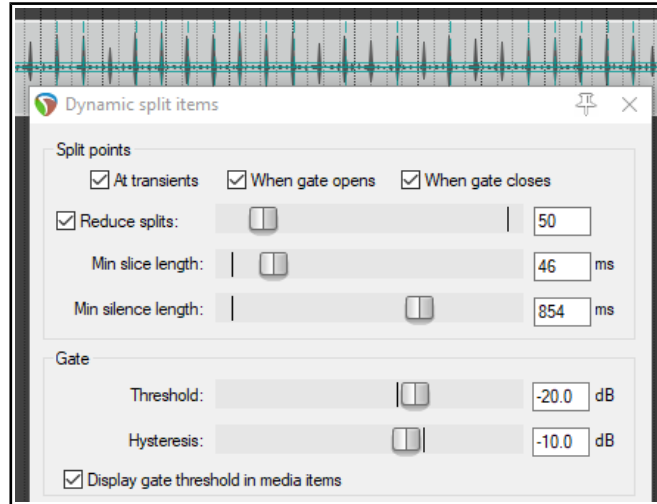 Dynamic split items
Split points
At transients When gate opens When gate closes
Reduce splits: 50
Min slice length: 46 ms
Min silence length: 854 ms
Gate
Threshold: -20.0 dB
Hysteresis: -10.0 dB
Display gate threshold in media items